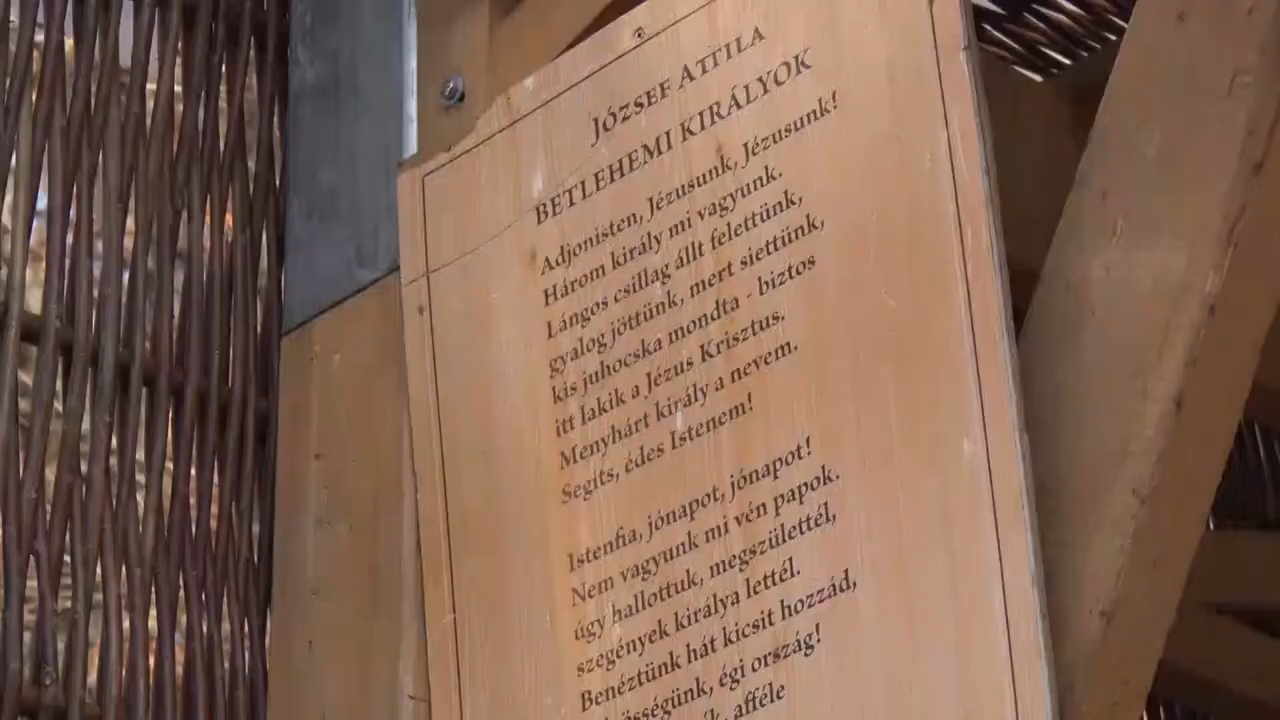 JÓZSEF ATTILA
BETLEHEMI KIRÁLYOK
Adjonisten, Jézusunk, Jézusunk!
Három király mi vagyunk.
Lángos csillag állt felettünk,
gyalog jöttünk, mert siettünk,
kis juhocska mondta - biztos
itt lakik a Jézus Krisztus.
Menyhárt király a nevem.
Segíts, édes Istenem!
Istenfia, jónapot, jónapot!
Nem vagyunk mi vén papok.
úgy hallottuk, megszülettél,
szegények királya lettél.
Benéztünk hát kicsit hozzád,
égi ország!
afféle